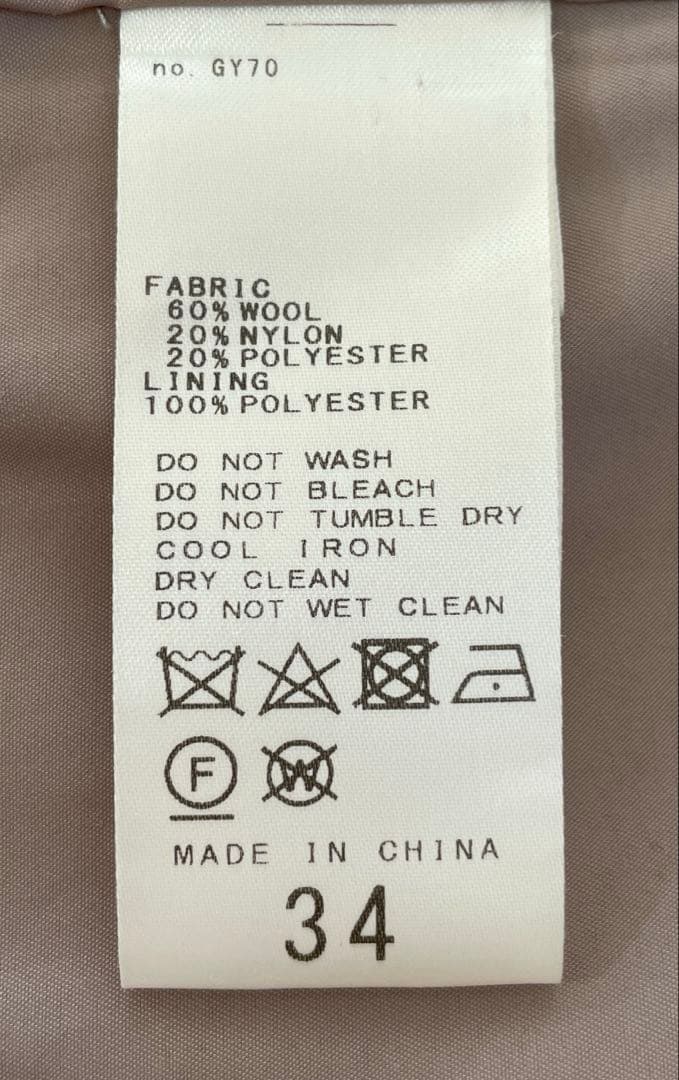 no. GY70
FABRIC
60% WOOL
20% NYLON
20% POLYESTER
LINING
100% POLYESTER
DO NOT WASH
DO NOT BLEACH
DO NOT TUMBLE DRY
COOL IRON
DRY CLEAN
DO NOT WET CLEAN
F W
MADE IN CHINA
34